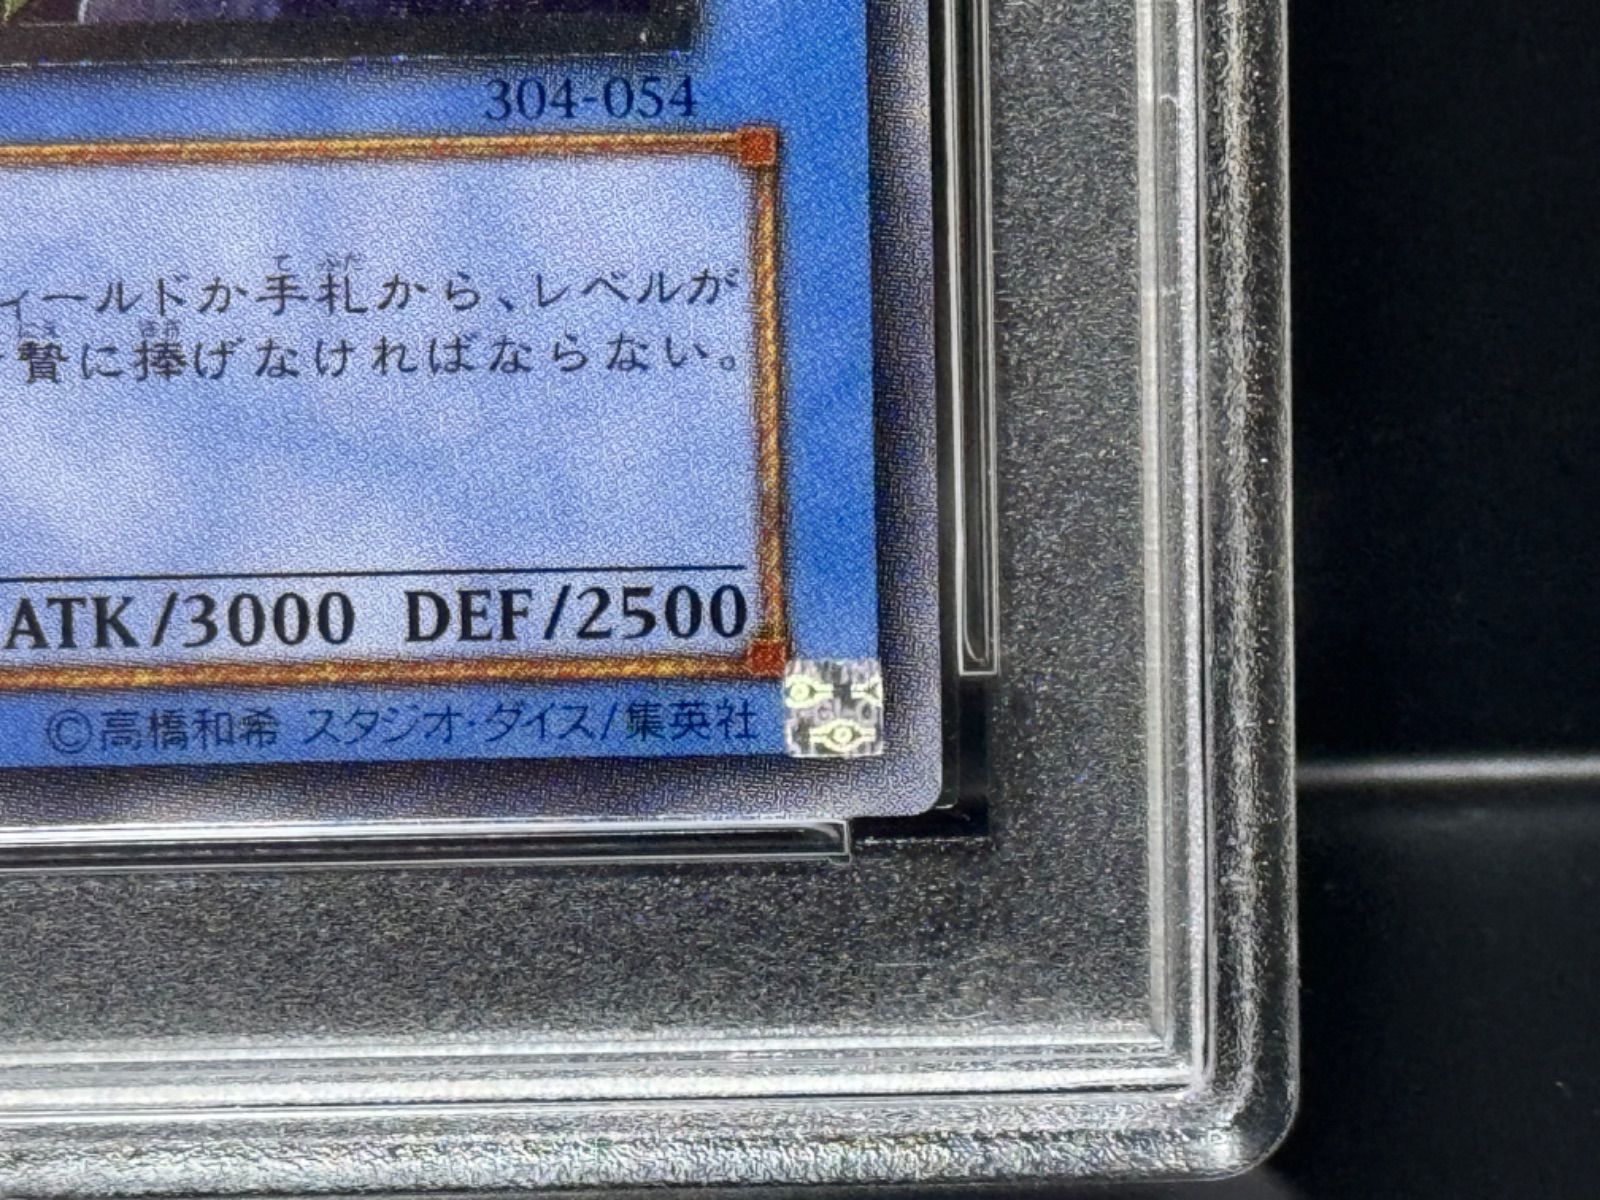 304-054
ィールドか手札から、レベルが
贄に捧げなければならない。
ATK/3000 DEF/2500
©高橋和希 スタジオ・ダイス/集英社